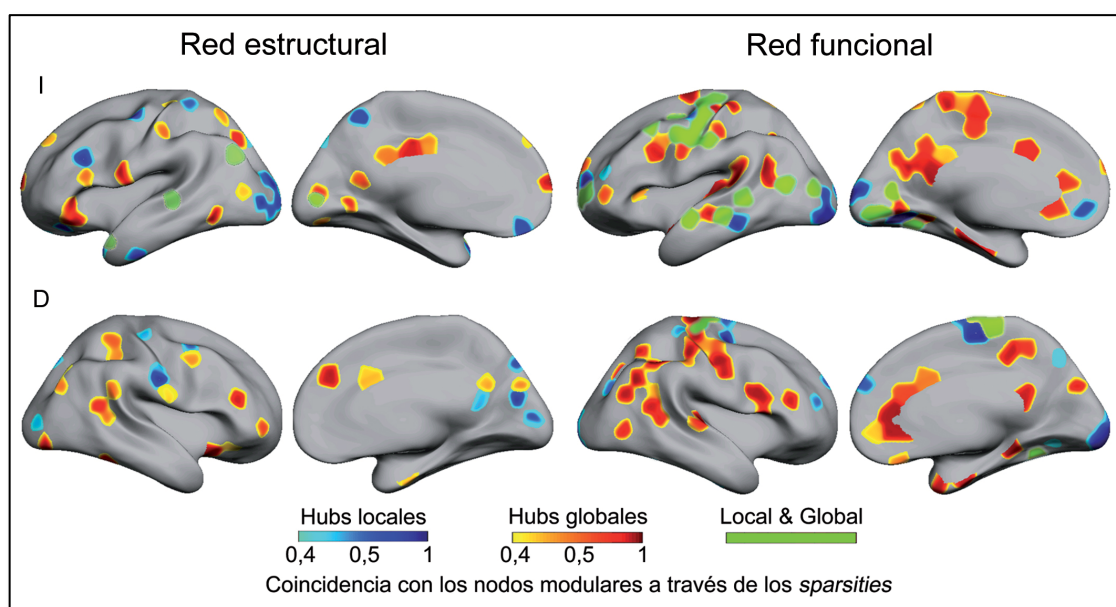 Red estructural
Red funcional
I
D
Hubs locales
0,4 0,5 1
Hubs globales
0,4 0,5 1
Local & Global
Coincidencia con los nodos modulares a través de los sparsities